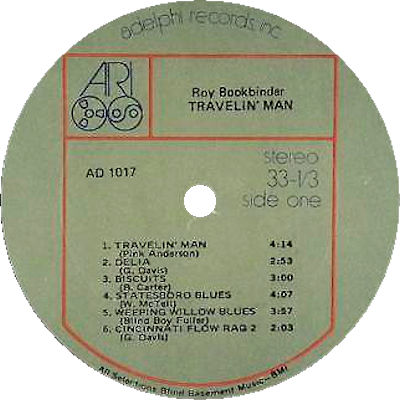 adelphi records, inc.
ARI
Roy Bookbinder
TRAVELIN' MAN
AD 1017
stereo
33-1/3
side one
1. TRAVELIN' MAN 4:14
(Pink Anderson)
2. DELIA 2:53
(G. Davis)
3. BISCUITS 3:00
(B. Carter)
4. STATESBORO BLUES 4:07
(W. McTell)
5. WEEPING WILLOW BLUES 3:57
(Blind Boy Fuller)
6. CINCINNATI FLOW RAG 2 2:03
(G. Davis)
All Selections Blind Basement Music—BMI